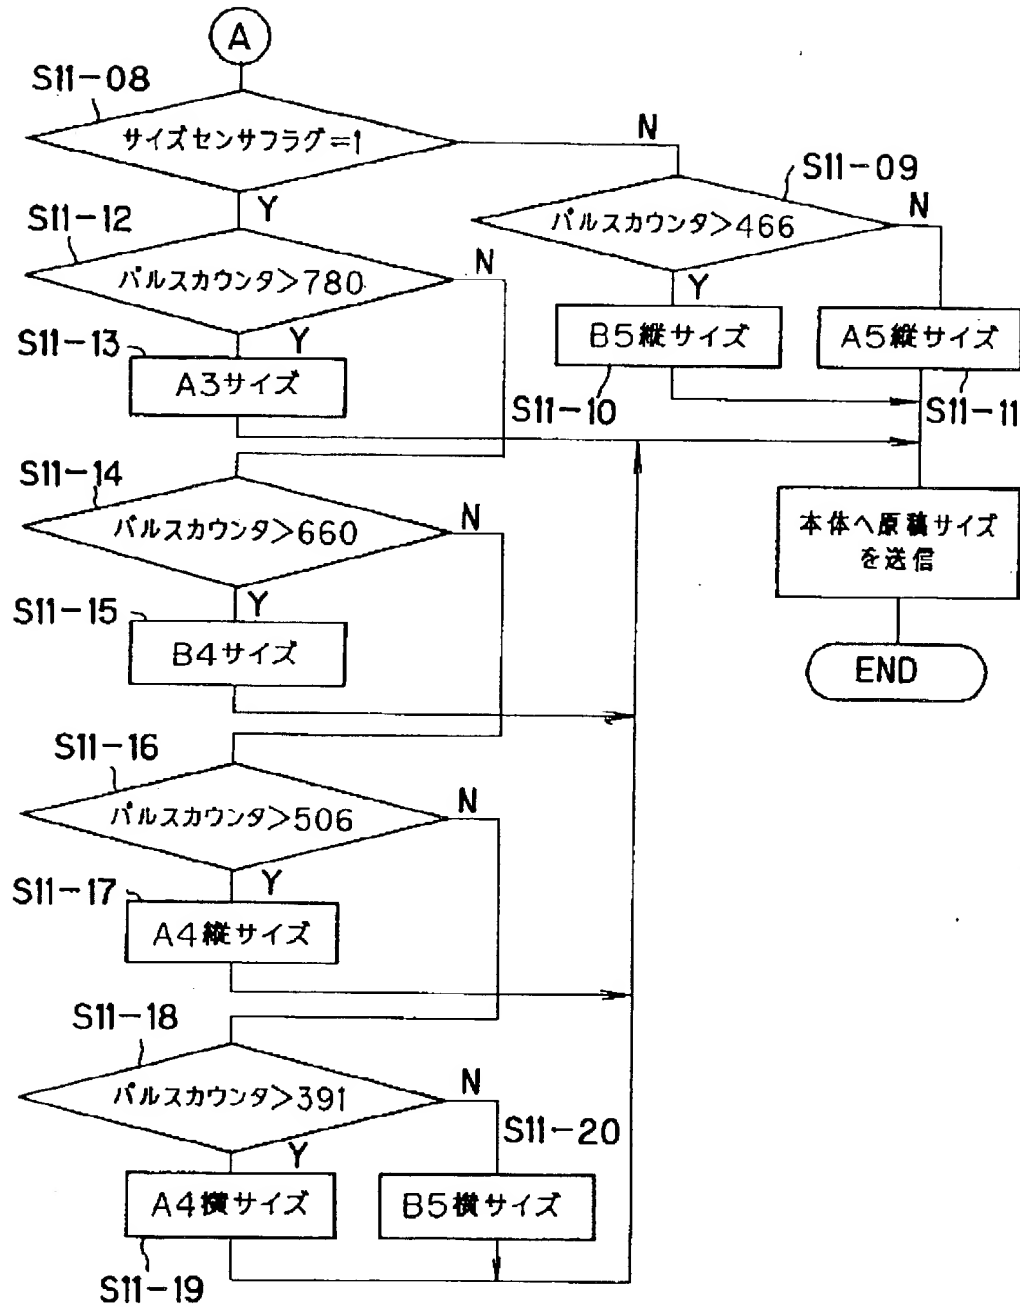 A
S11-08
サイズセンサフラグ=1
N
Y
S11-09
パルスカウンタ>466
N
Y
S11-12
パルスカウンタ>780
N
Y
B5縦サイズ
A5縦サイズ
S11-10
S11-11
S11-13
A3サイズ
S11-14
パルスカウンタ>660
N
Y
本体へ原稿サイズ
を送信
END
S11-15
B4サイズ
S11-16
パルスカウンタ>506
N
Y
S11-17
A4縦サイズ
S11-18
パルスカウンタ>391
N
Y
S11-20
A4横サイズ
B5横サイズ
S11-19